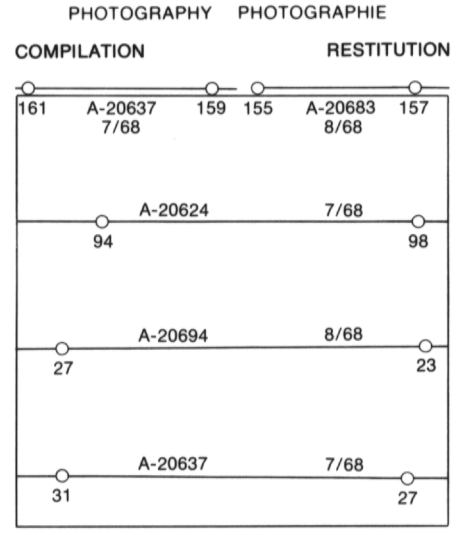 PHOTOGRAPHY PHOTOGRAPHIE
COMPILATION RESTITUTION
161 A-20637 159 155 A-20683 157
7/68 8/68
A-20624 7/68
94 98
A-20694 8/68
27 23
A-20637 7/68
31 27